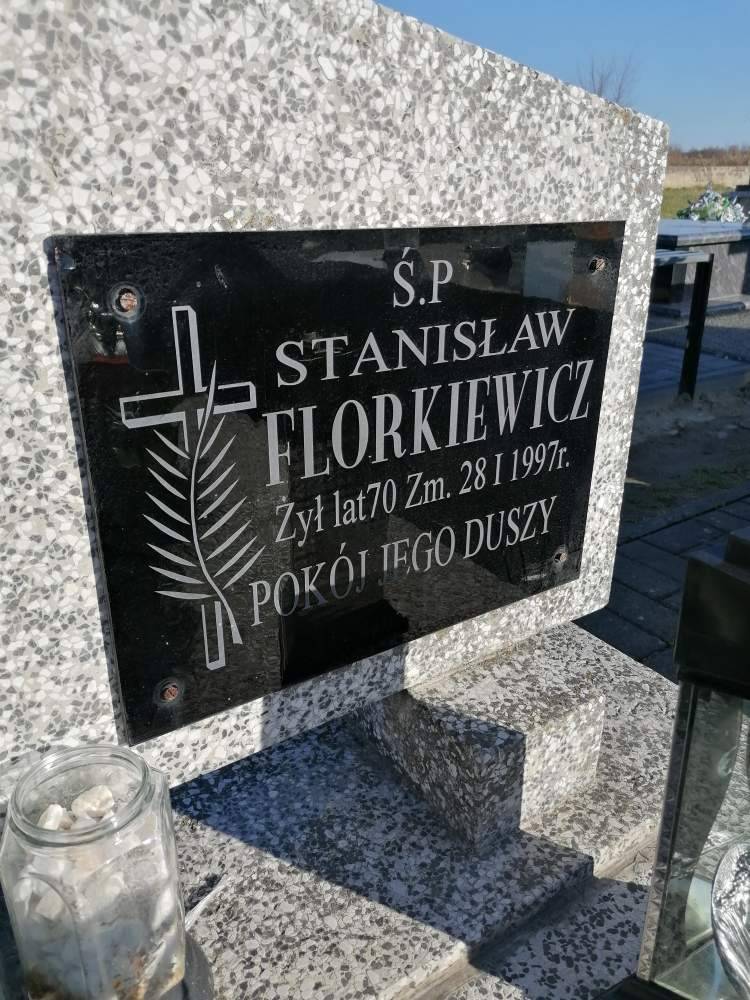 Ś.P
STANISŁAW
FLORKIEWICZ
Żył lat70 Zm. 28 I 1997r.
POKÓJ JEGO DUSZY